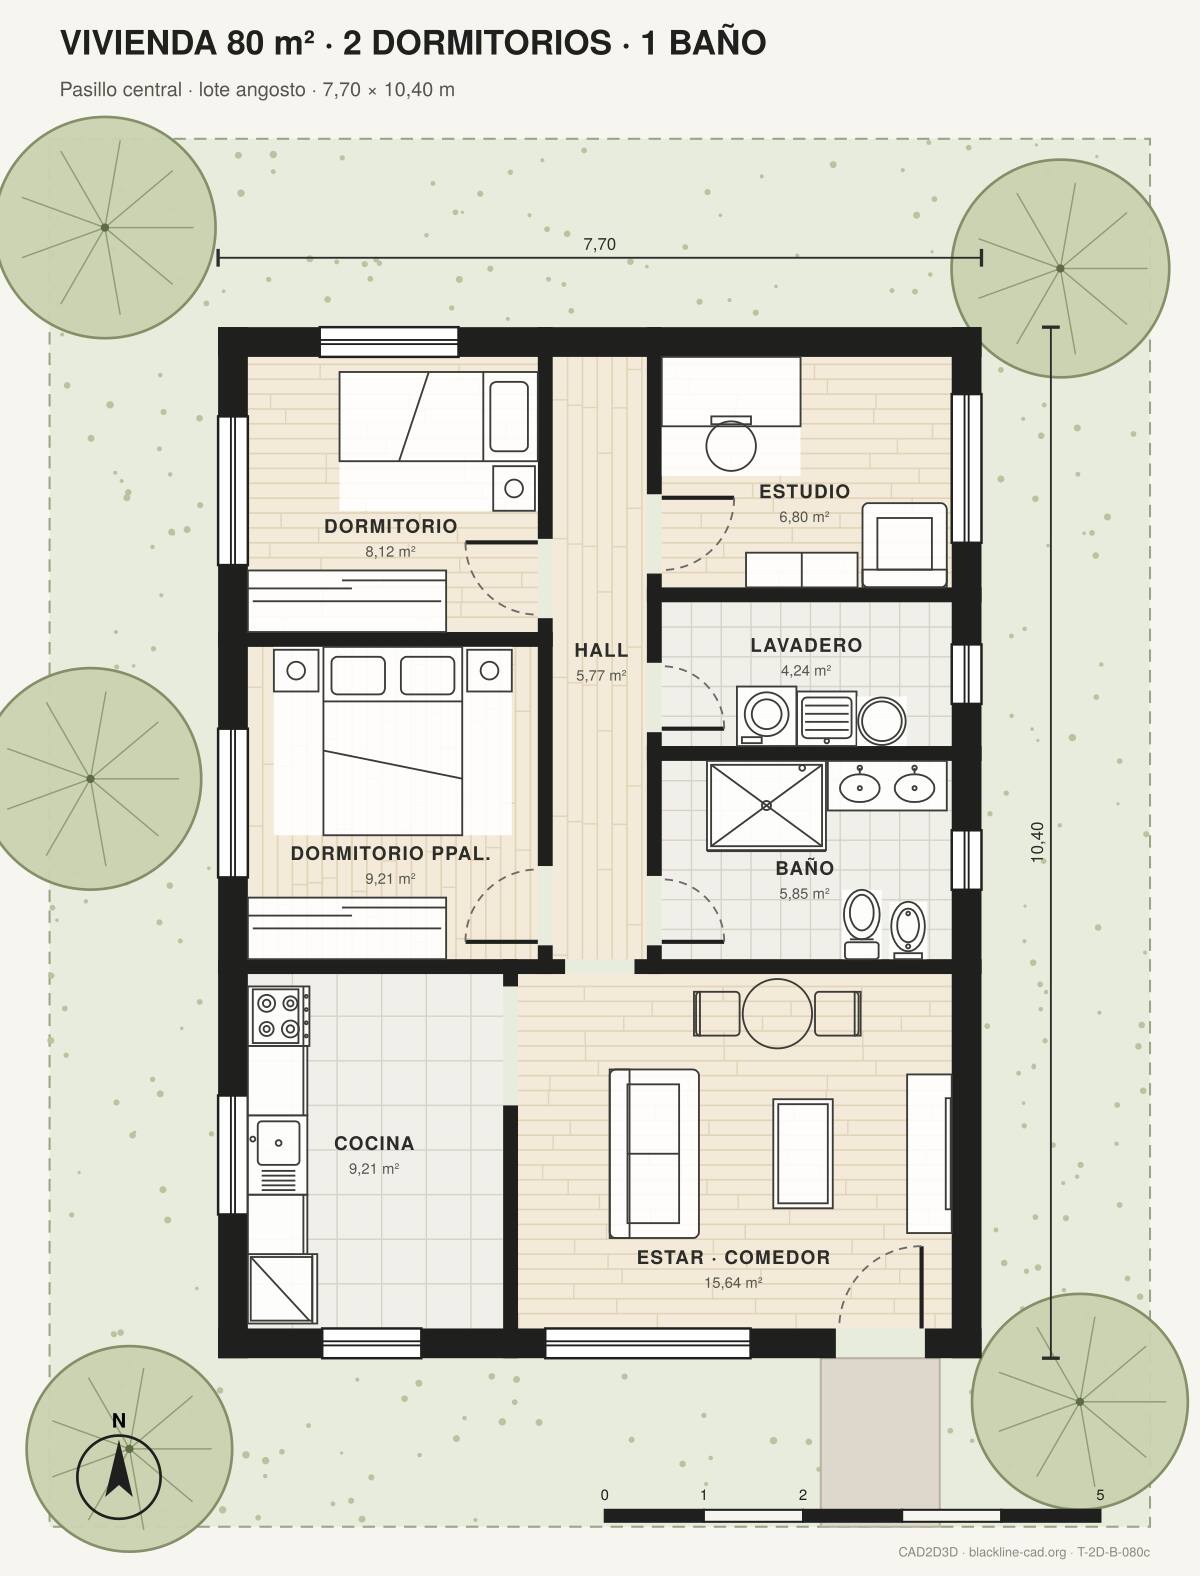 VIVIENDA 80 m² · 2 DORMITORIOS · 1 BAÑO
Pasillo central · lote angosto · 7,70 × 10,40 m
7,70
ESTUDIO
6,80 m²
DORMITORIO
8,12 m²
HALL
5,77 m²
LAVADERO
4,24 m²
DORMITORIO PPAL.
9,21 m²
BAÑO
5,85 m²
10,40
COCINA
9,21 m²
ESTAR · COMEDOR
15,64 m²
N
0 1 2 5
CAD2D3D · blackline-cad.org · T-2D-B-080c